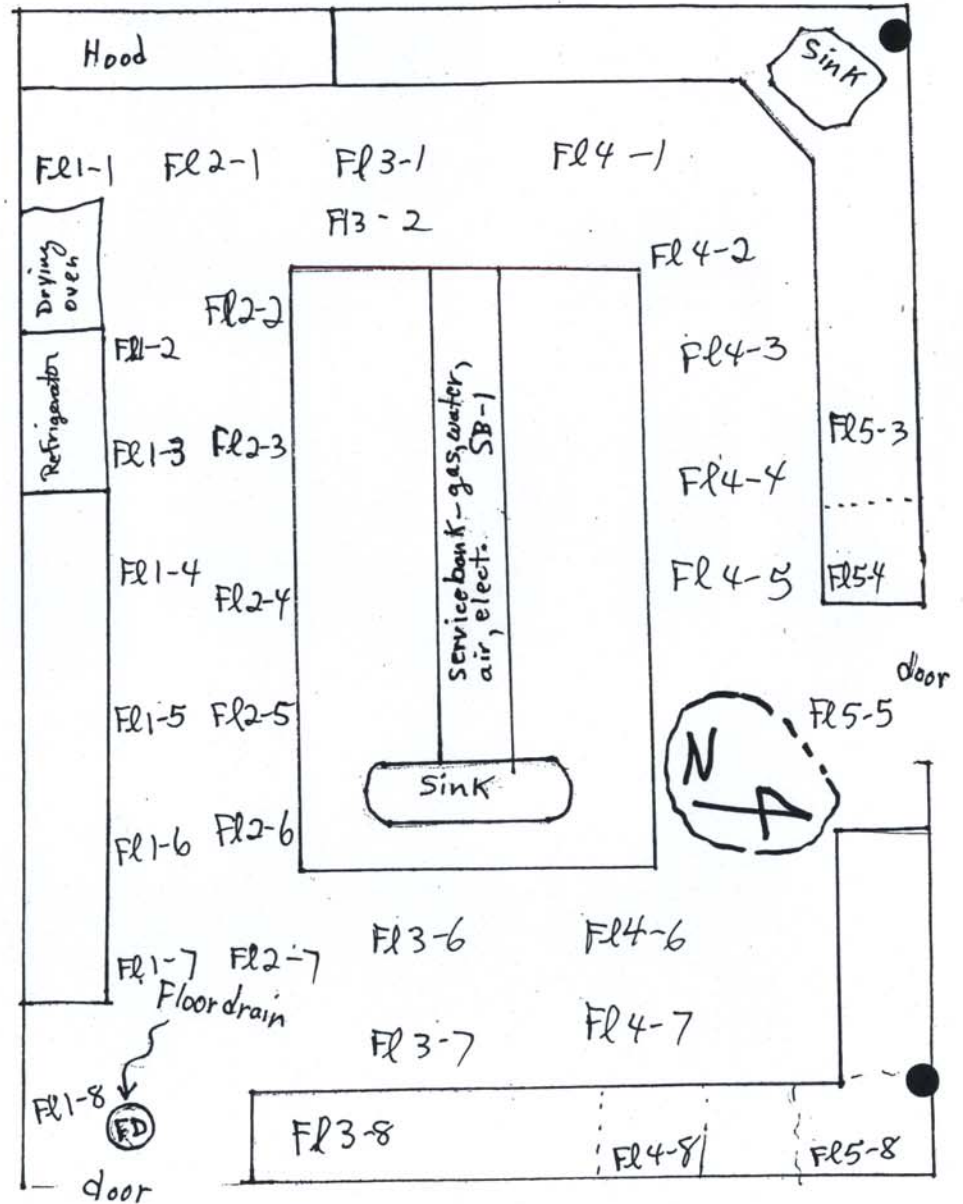 Hood
Sink
Fl1-1
Fl2-1
Fl3-1
Fl4-1
Fl3-2
Fl4-2
Drying
oven
Fl2-2
Fl1-2
Fl4-3
Refrigerator
Fl1-3
Fl2-3
Fl5-3
service bank - gas, water,
air, elect. SB-1
Fl4-4
Fl1-4
Fl2-4
Fl4-5
Fl5-4
door
Fl1-5
Fl2-5
Fl5-5
N
Sink
Fl1-6
Fl2-6
Fl3-6
Fl4-6
Fl1-7
Fl2-7
Floor drain
Fl3-7
Fl4-7
Fl1-8
FD
Fl3-8
Fl4-8
Fl5-8
door